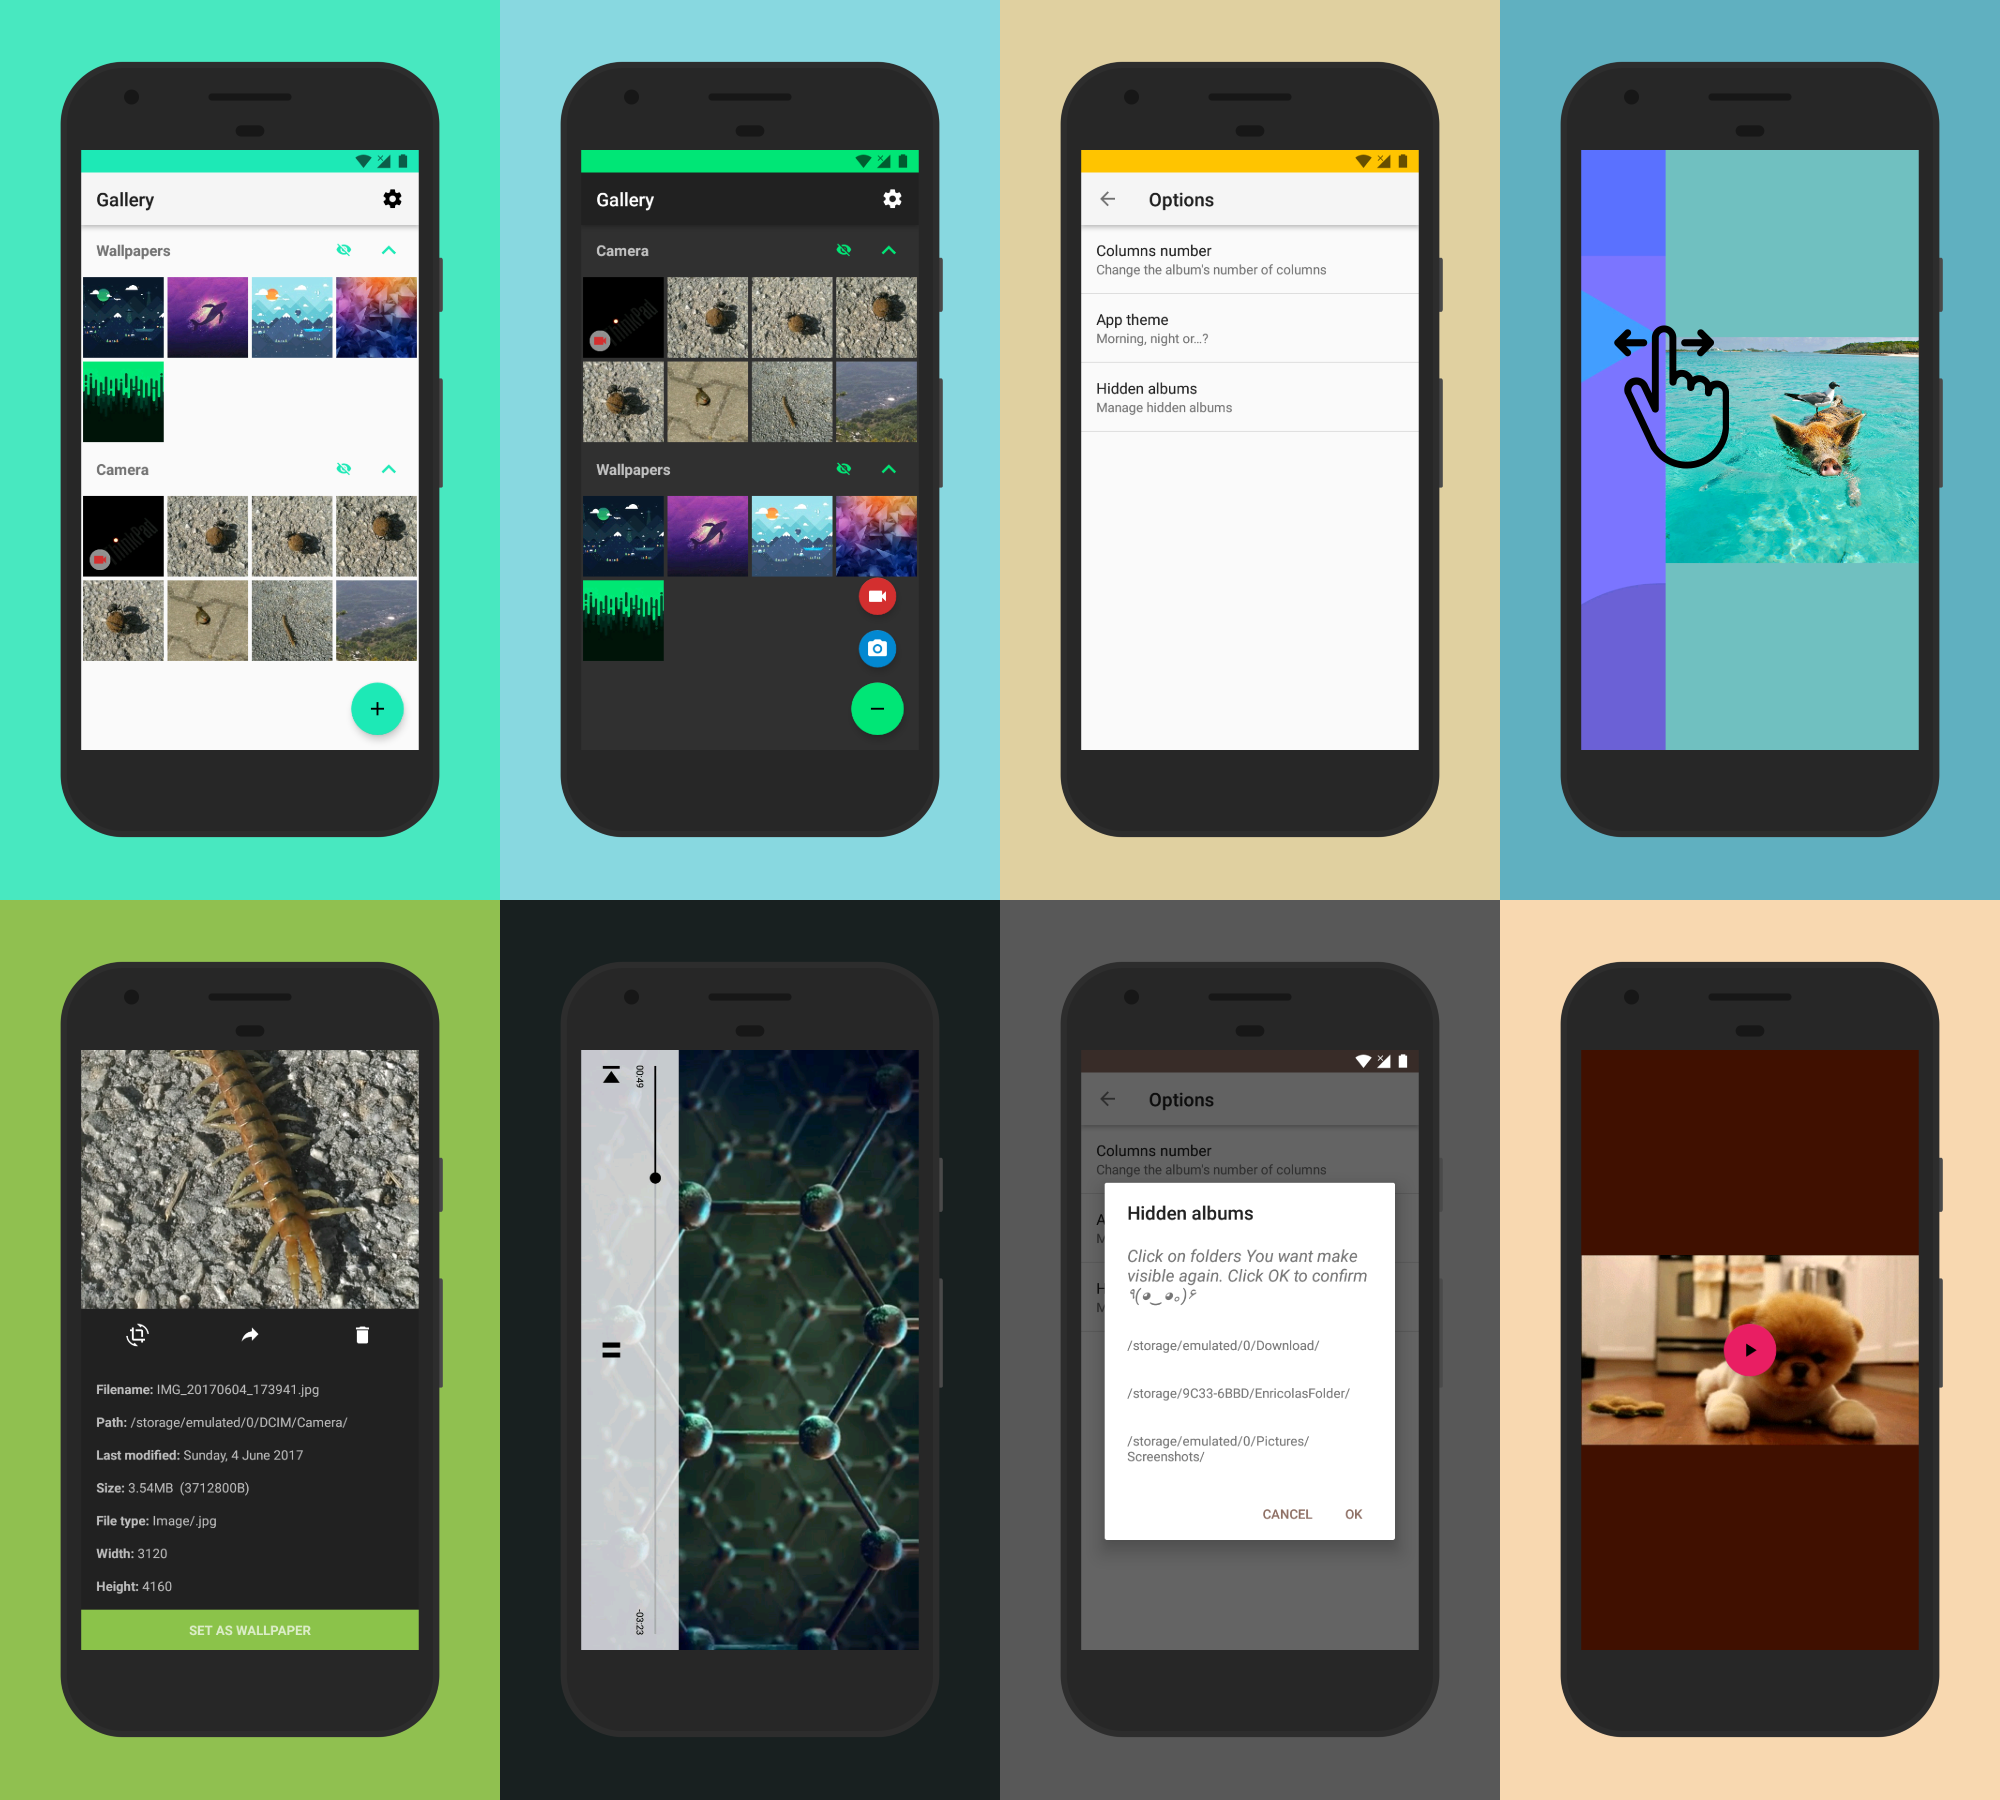 Gallery
Wallpapers
Camera
ThinkPad
Gallery
Camera
ThinkPad
Wallpapers
Options
Columns number
Change the album's number of columns
App theme
Morning, night or...?
Hidden albums
Manage hidden albums
Filename: IMG_20170604_173941.jpg
Path: /storage/emulated/0/DCIM/Camera/
Last modified: Sunday, 4 June 2017
Size: 3.54MB (3712800B)
File type: Image/.jpg
Width: 3120
Height: 4160
SET AS WALLPAPER
00:49
-03:23
Options
Columns number
Change the album's number of columns
A
M
H
M
Hidden albums
Click on folders You want make
visible again. Click OK to confirm
٩(◕‿◕｡)۶
/storage/emulated/0/Download/
/storage/9C33-6BBD/EnricolasFolder/
/storage/emulated/0/Pictures/
Screenshots/
CANCEL OK